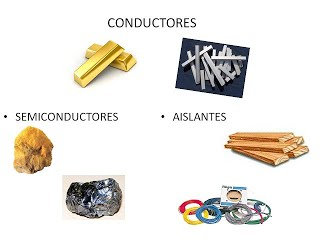 CONDUCTORES
• SEMICONDUCTORES
• AISLANTES